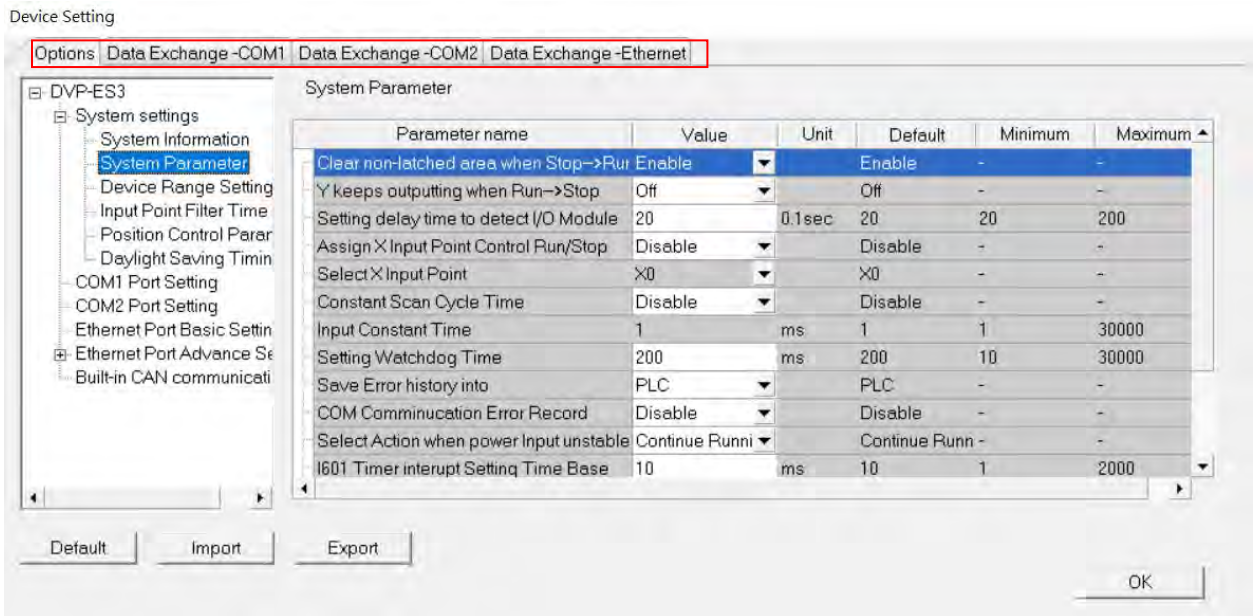 Device Setting
Options Data Exchange -COM1 Data Exchange -COM2 Data Exchange -Ethernet
DVP-ES3
System settings
System Information
System Parameter
Device Range Setting
Input Point Filter Time
Position Control Parar
Daylight Saving Timin
COM1 Port Setting
COM2 Port Setting
Ethernet Port Basic Settin
Ethernet Port Advance Se
Built-in CAN communicati
System Parameter
Parameter name Value Unit Default Minimum Maximum
Clear non-latched area when Stop->Rur Enable Enable - -
Y keeps outputting when Run->Stop Off Off - -
Setting delay time to detect I/O Module 20 0.1sec 20 20 200
Assign X Input Point Control Run/Stop Disable Disable - -
Select X Input Point X0 X0 - -
Constant Scan Cycle Time Disable Disable - -
Input Constant Time 1 ms 1 1 30000
Setting Watchdog Time 200 ms 200 10 30000
Save Error history into PLC PLC - -
COM Comminucation Error Record Disable Disable - -
Select Action when power Input unstable Continue Runni Continue Runn - -
I601 Timer interupt Setting Time Base 10 ms 10 1 2000
Default Import Export
OK